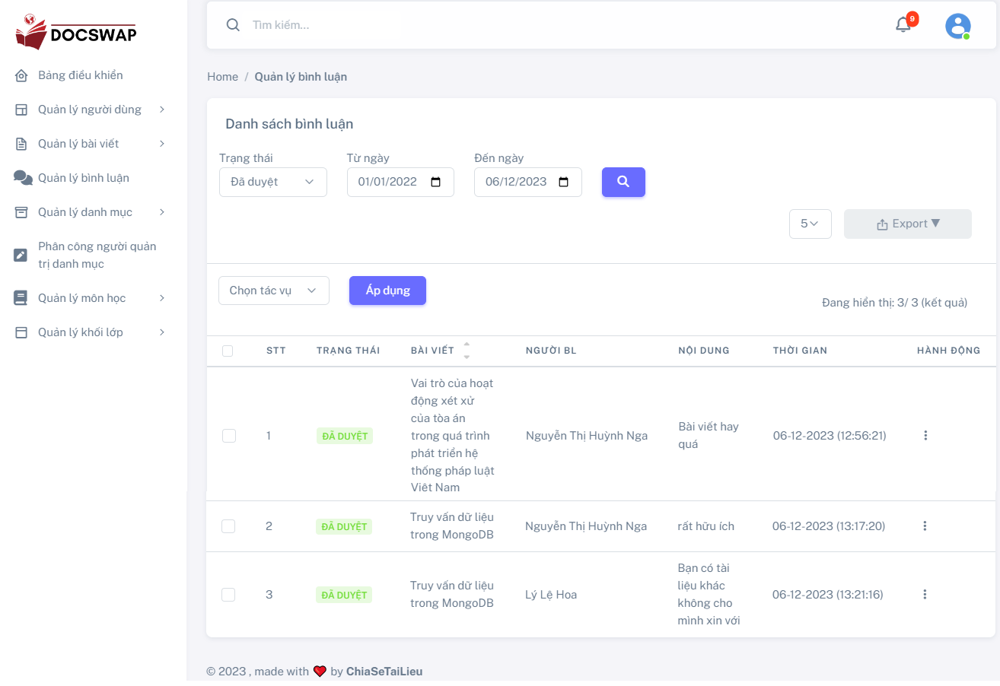 DOCSWAP
Bảng điều khiển
Quản lý người dùng
Quản lý bài viết
Quản lý bình luận
Quản lý danh mục
Phân công người quản
trị danh mục
Quản lý môn học
Quản lý khối lớp
Tìm kiếm...
9
Home / Quản lý bình luận
Danh sách bình luận
Trạng thái Từ ngày Đến ngày
Đã duyệt 01/01/2022 06/12/2023
5 Export ▼
Chọn tác vụ Áp dụng
Đang hiển thị: 3/ 3 (kết quả)
STT TRẠNG THÁI BÀI VIẾT NGƯỜI BL NỘI DUNG THỜI GIAN HÀNH ĐỘNG
Vai trò của hoạt
động xét xử
của tòa án
1 ĐÃ DUYỆT trong quá trình Nguyễn Thị Huỳnh Nga Bài viết hay 06-12-2023 (12:56:21)
quá
phát triển hệ
thống pháp luật
Việt Nam
2 ĐÃ DUYỆT Truy vấn dữ liệu Nguyễn Thị Huỳnh Nga rất hữu ích 06-12-2023 (13:17:20)
trong MongoDB
3 ĐÃ DUYỆT Truy vấn dữ liệu Lý Lệ Hoa Bạn có tài 06-12-2023 (13:21:16)
trong MongoDB liệu khác
không cho
mình xin với
© 2023 , made with ❤️ by ChiaSeTaiLieu